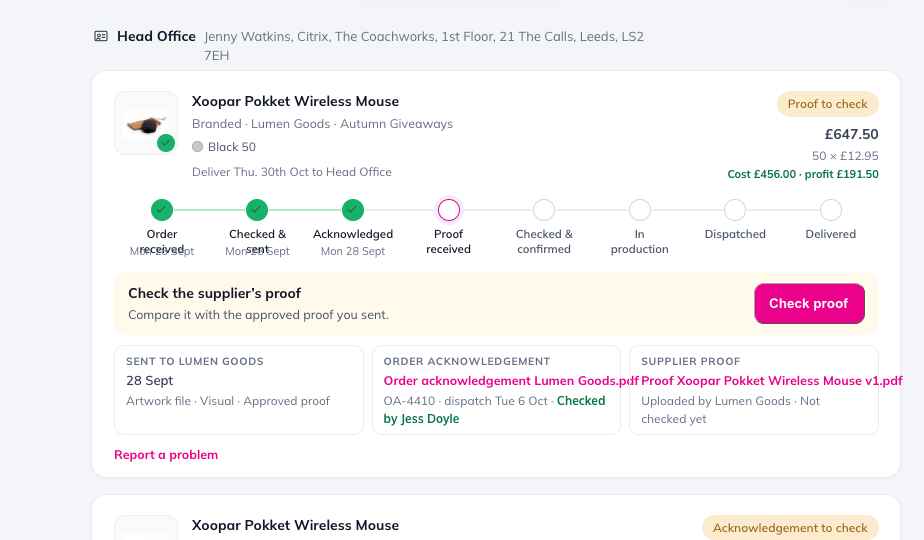 Head Office Jenny Watkins, Citrix, The Coachworks, 1st Floor, 21 The Calls, Leeds, LS2
7EH
Xoopar Pokket Wireless Mouse
Proof to check
Branded · Lumen Goods · Autumn Giveaways
£647.50
Black 50
50 × £12.95
Deliver Thu. 30th Oct to Head Office
Cost £456.00 · profit £191.50
Order received
Checked & sent
Acknowledged
Proof received
Checked & confirmed
In production
Dispatched
Delivered
Mon 28 Sept
Mon 28 Sept
Mon 28 Sept
Check the supplier's proof
Compare it with the approved proof you sent.
Check proof
SENT TO LUMEN GOODS
28 Sept
Artwork file · Visual · Approved proof
ORDER ACKNOWLEDGEMENT
Order acknowledgement Lumen Goods.pdf
OA-4410 · dispatch Tue 6 Oct · Checked
by Jess Doyle
SUPPLIER PROOF
Proof Xoopar Pokket Wireless Mouse v1.pdf
Uploaded by Lumen Goods · Not
checked yet
Report a problem
Xoopar Pokket Wireless Mouse
Acknowledgement to check